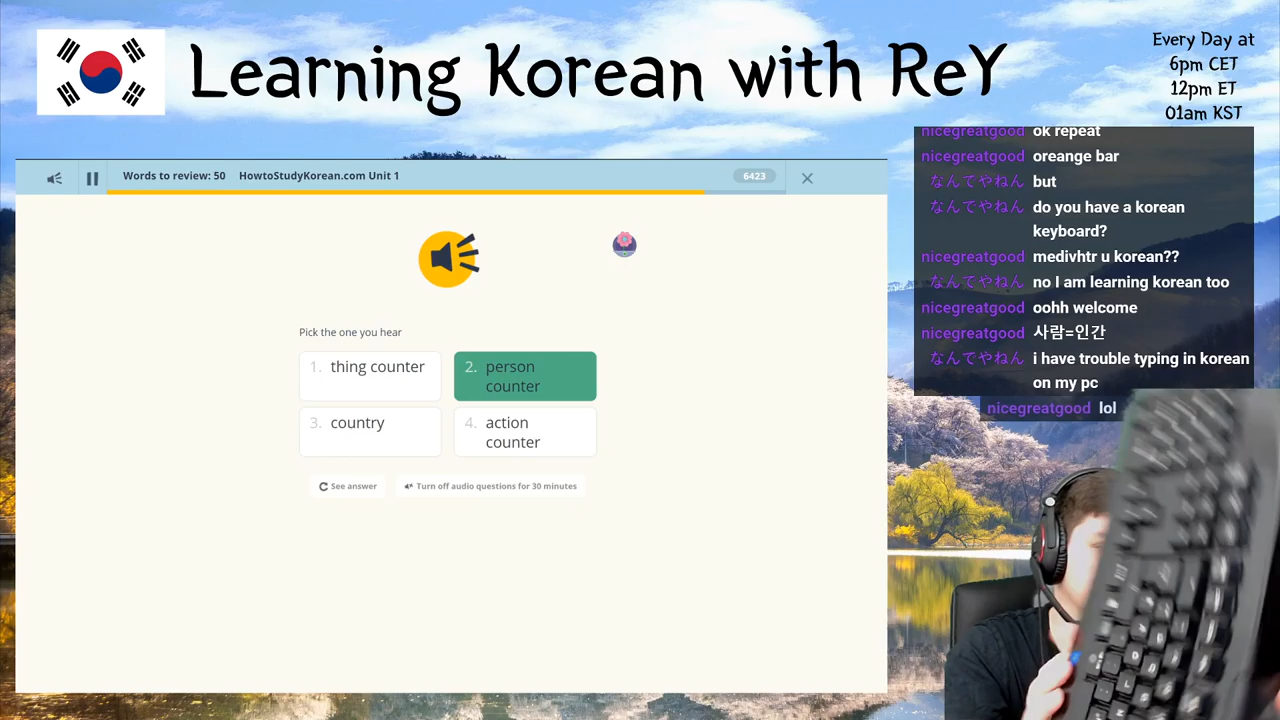 Learning Korean with ReY
Every Day at
6pm CET
12pm ET
01am KST
Words to review: 50 HowtoStudyKorean.com Unit 1
6423
Pick the one you hear
1. thing counter
2. person
counter
3. country
4. action
counter
See answer
Turn off audio questions for 30 minutes
nicegreatgood ok repeat
nicegreatgood oreange bar
なんてやねん but
なんてやねん do you have a korean
keyboard?
nicegreatgood medivhtr u korean??
なんてやねん no I am learning korean too
nicegreatgood oohh welcome
nicegreatgood 사람=인간
なんてやねん i have trouble typing in korean
on my pc
nicegreatgood lol